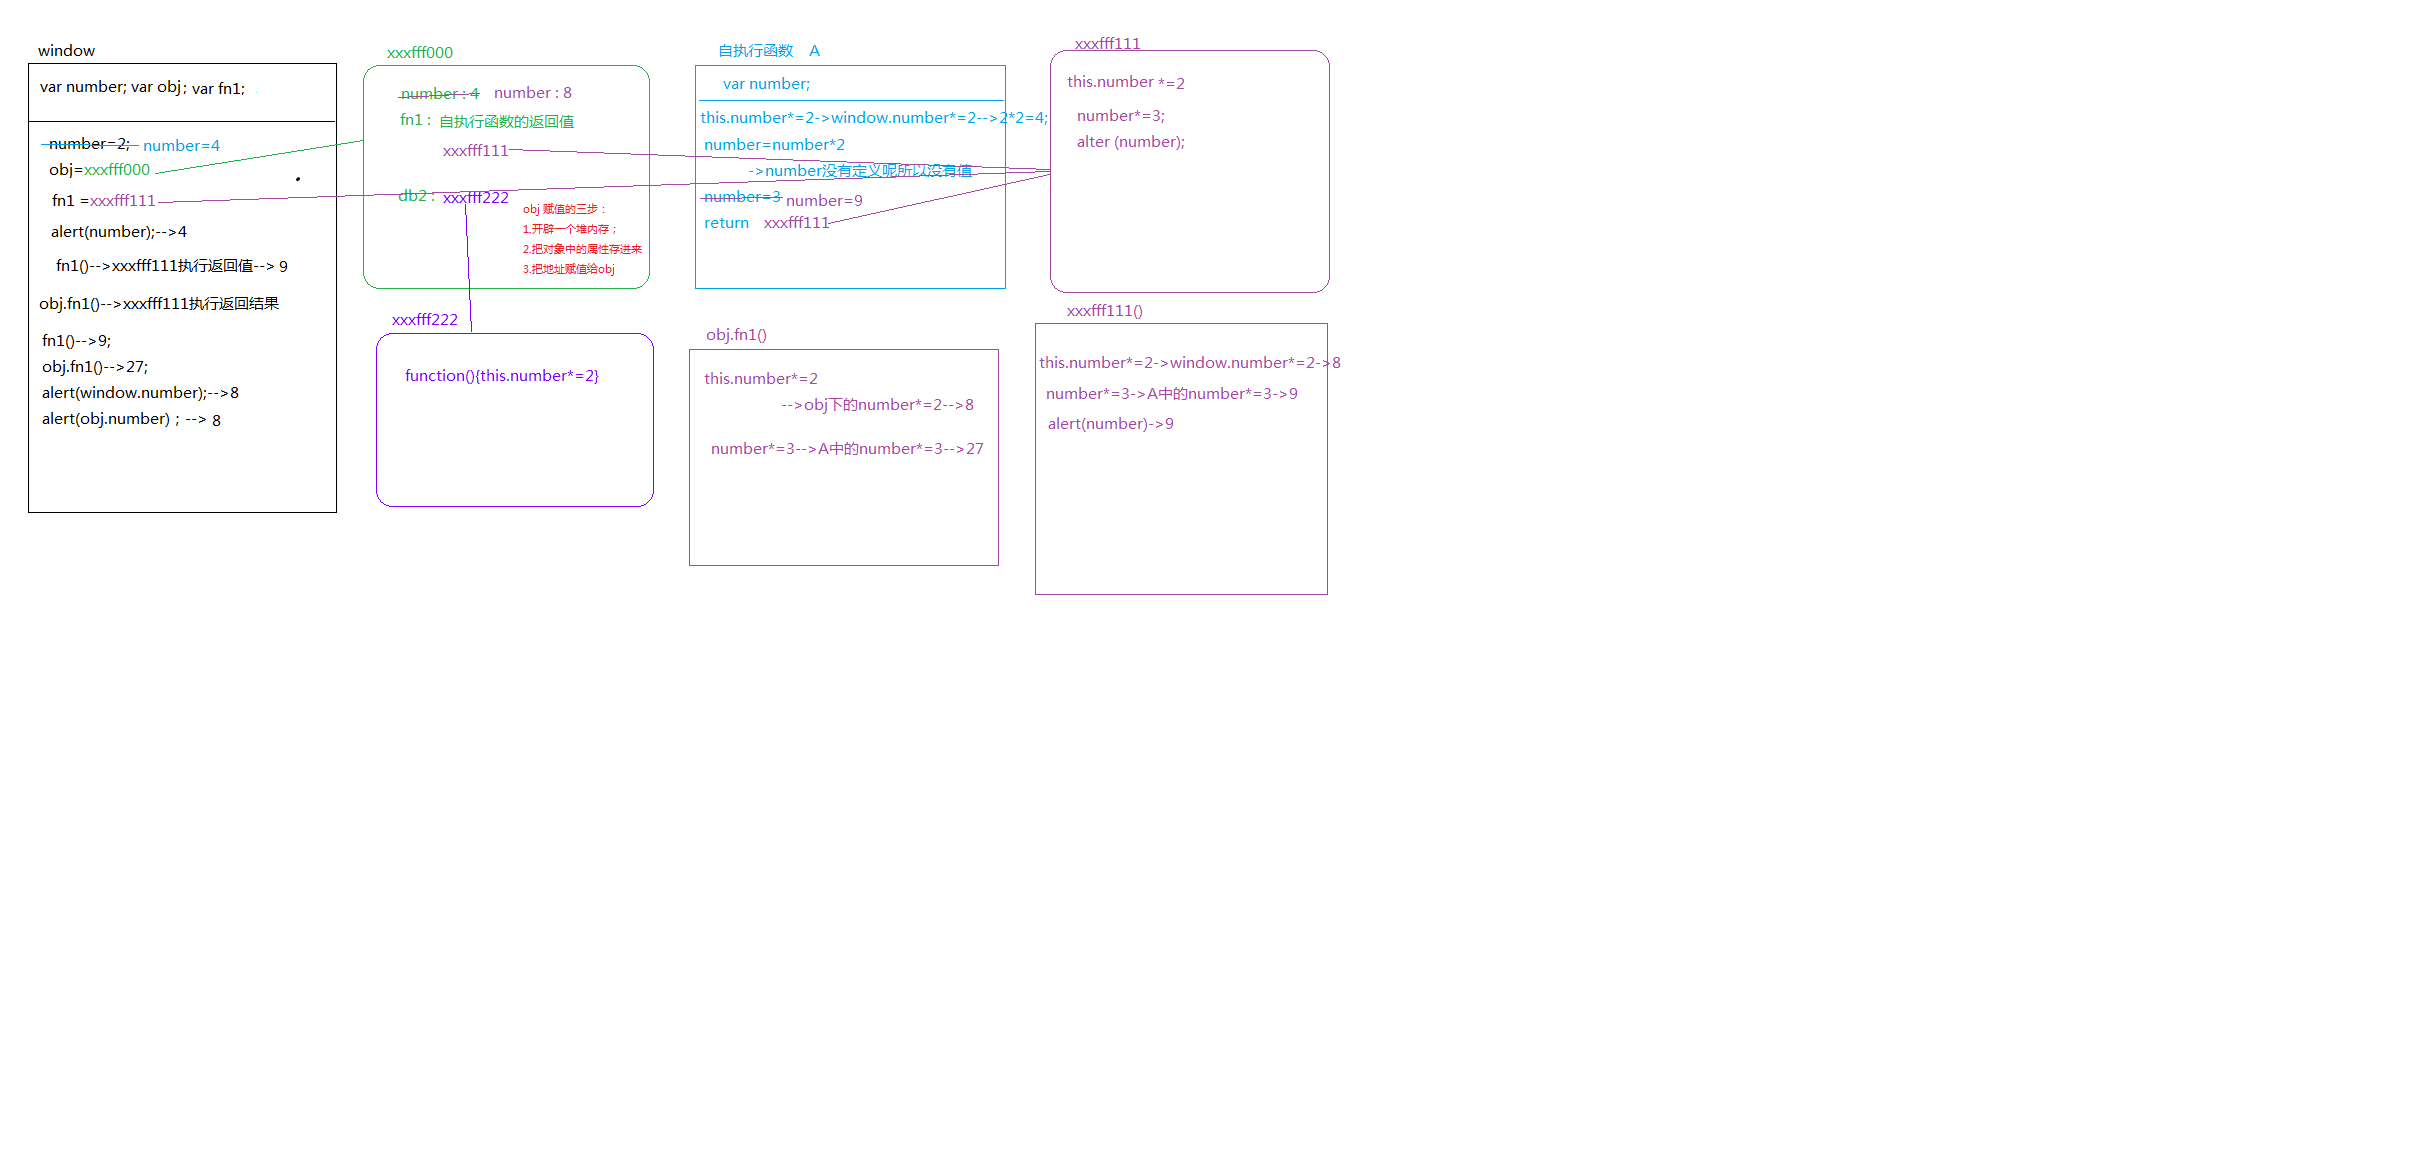 window
var number; var obj; var fn1;
number=2; number=4
obj=xxxfff000
fn1 =xxxfff111
alert(number);-->4
fn1()-->xxxfff111执行返回值--> 9
obj.fn1()-->xxxfff111执行返回结果
fn1()-->9;
obj.fn1()-->27;
alert(window.number);-->8
alert(obj.number)；--> 8
xxxfff000
number : 4 number : 8
fn1 : 自执行函数的返回值
xxxfff111
db2 : xxxfff222
obj 赋值的三步：
1.开辟一个堆内存；
2.把对象中的属性存进来
3.把地址赋值给obj
xxxfff222
function(){this.number*=2}
自执行函数 A
var number;
this.number*=2->window.number*=2-->2*2=4;
number=number*2
->number没有定义呢所以没有值
number=3 number=9
return xxxfff111
obj.fn1()
this.number*=2
-->obj下的number*=2-->8
number*=3-->A中的number*=3-->27
xxxfff111
this.number *=2
number*=3;
alter (number);
xxxfff111()
this.number*=2->window.number*=2->8
number*=3->A中的number*=3->9
alert(number)->9